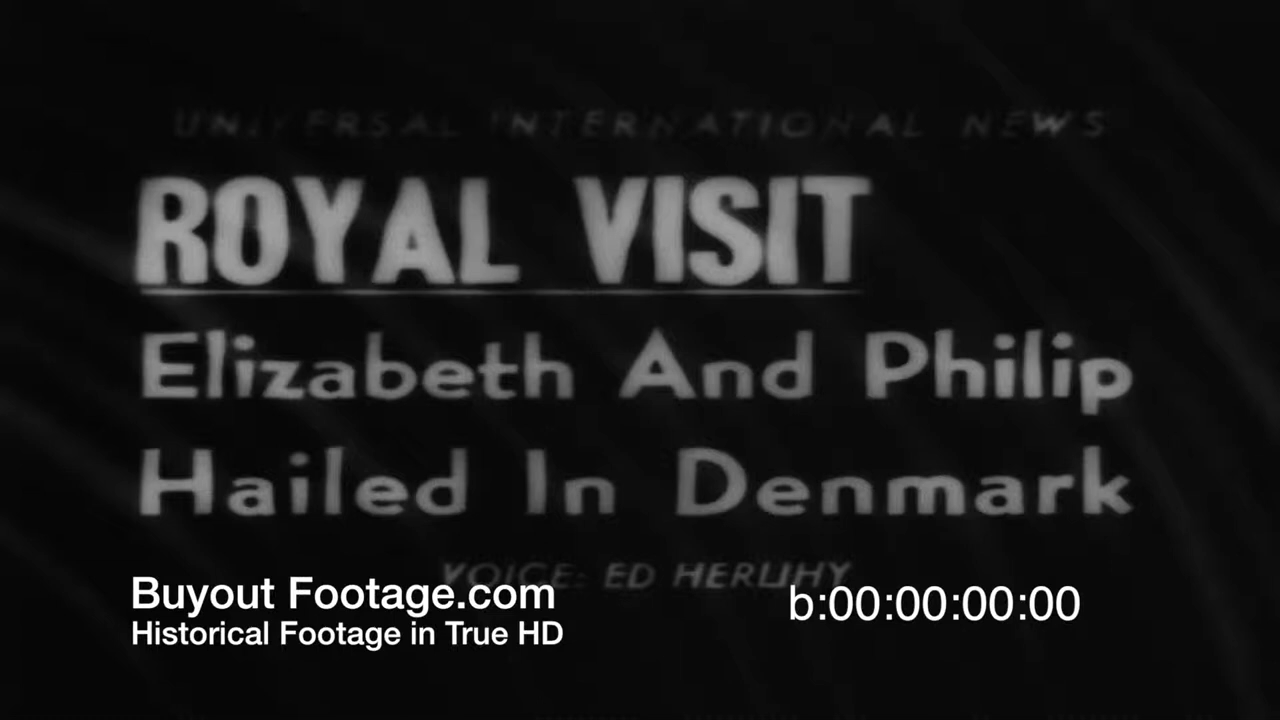 UNIVERSAL INTERNATIONAL NEWS
ROYAL VISIT
Elizabeth And Philip
Hailed In Denmark
VOICE: ED HERLIHY
Buyout Footage.com
Historical Footage in True HD
b:00:00:00:00